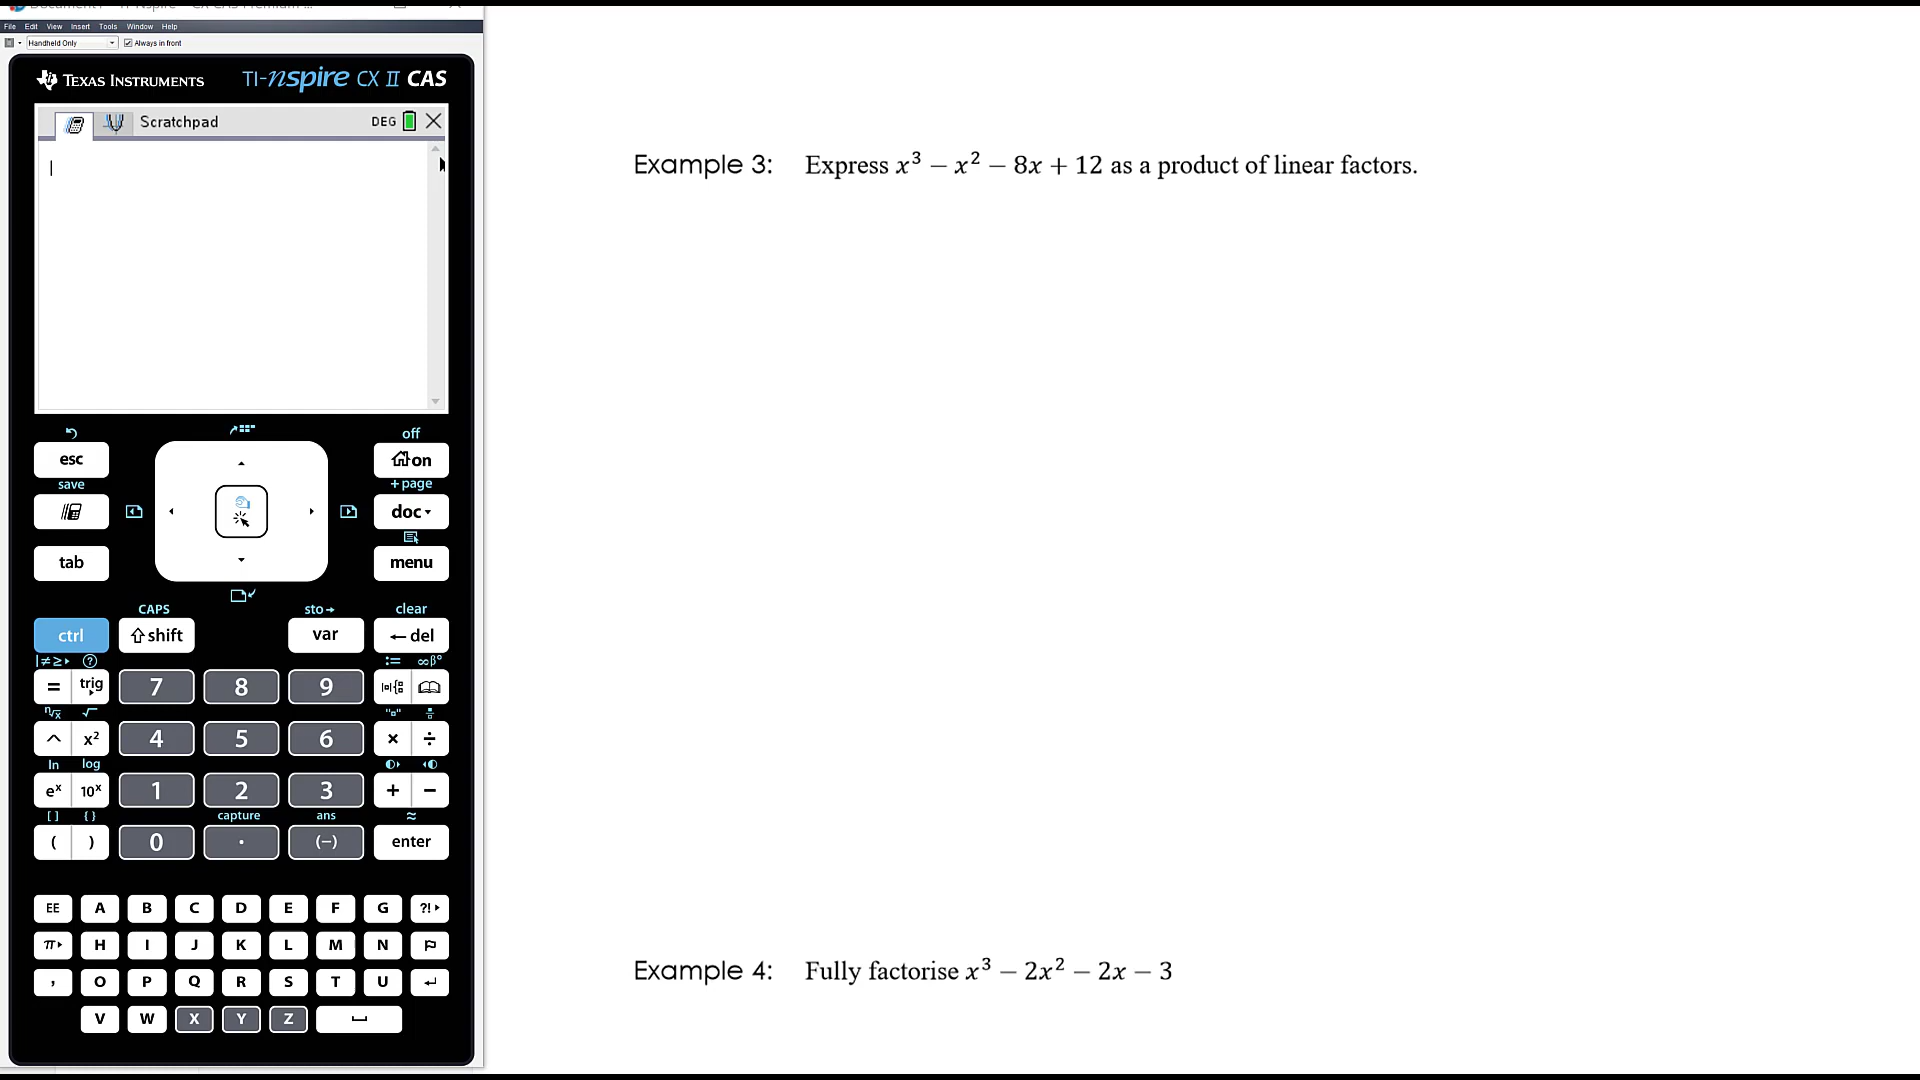 File Edit View Insert Tools Window Help
Handheld Only Always in front
TEXAS INSTRUMENTS TI-nspire CX II CAS
Scratchpad DEG
Example 3: Express x³ − x² − 8x + 12 as a product of linear factors.
off
esc on
save + page
doc
tab menu
CAPS sto→ clear
ctrl ⇧shift var ←del
|≠≥▸ ? := ∞β°
= trig 7 8 9
ⁿ√x √
^ x² 4 5 6 × ÷
ln log
eˣ 10ˣ 1 2 3 + −
[ ] { } capture ans ≈
( ) 0 . (−) enter
EE A B C D E F G ?!▸
π▸ H I J K L M N
, O P Q R S T U ↵
V W X Y Z
Example 4: Fully factorise x³ − 2x² − 2x − 3